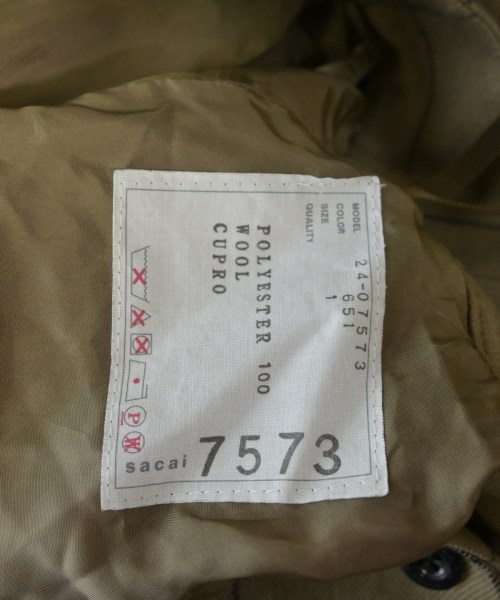 MODEL 24-07573
COLOR 651
SIZE 1
QUALITY
POLYESTER 100
WOOL
CUPRO
P
W
sacai 7573